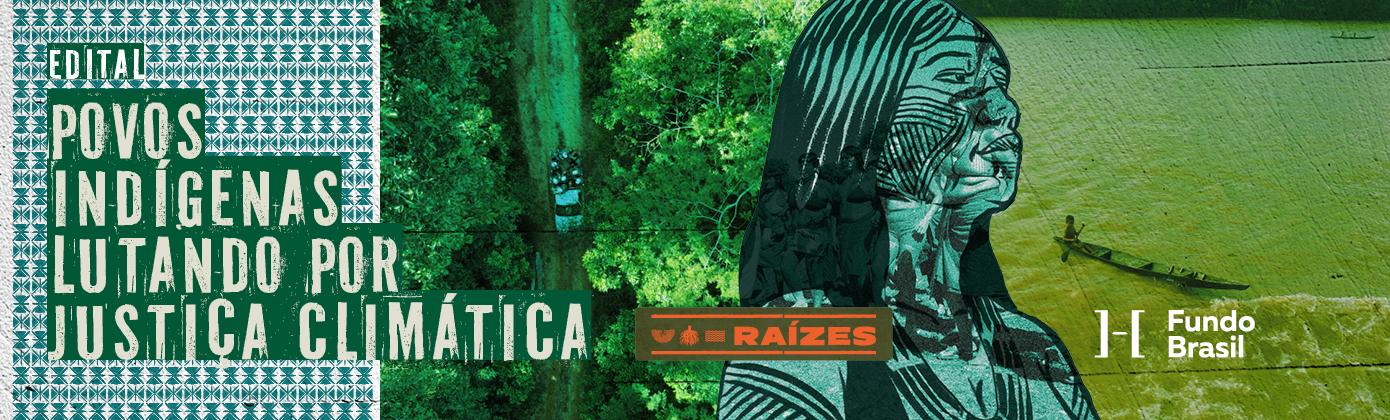 EDITAL
POVOS
INDÍGENAS
LUTANDO POR
JUSTIÇA CLIMÁTICA
RAÍZES
Fundo
Brasil